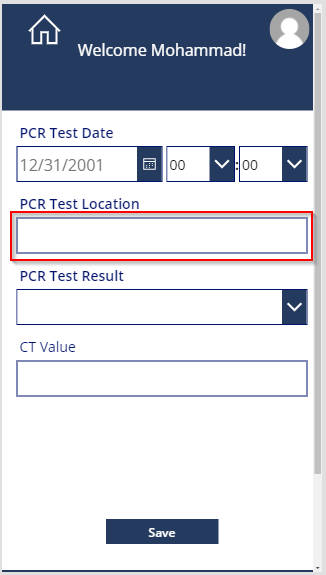 Welcome Mohammad!
PCR Test Date
12/31/2001 00 : 00
PCR Test Location
PCR Test Result
CT Value
Save